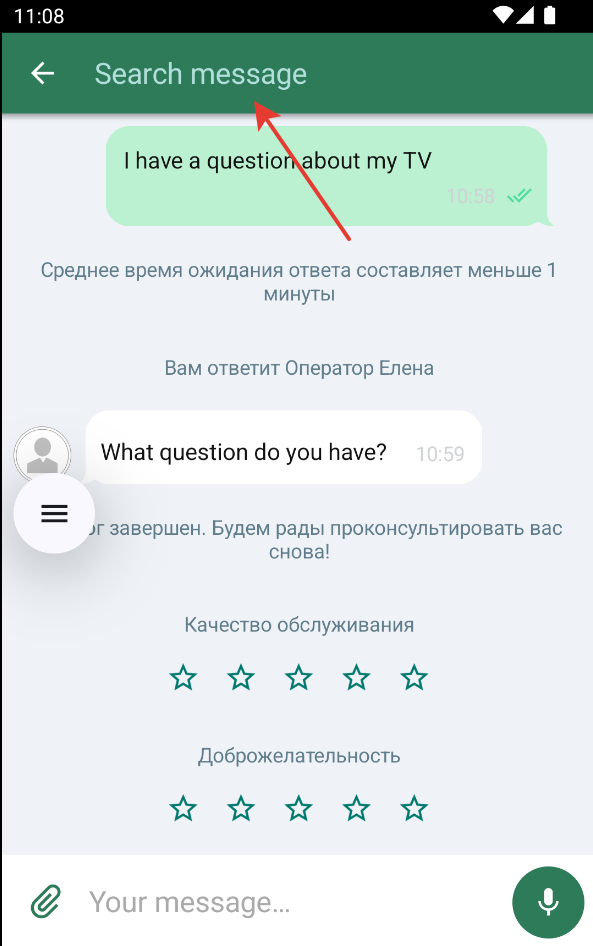 11:08
Search message
I have a question about my TV
10:58
Среднее время ожидания ответа составляет меньше 1
минуты
Вам ответит Оператор Елена
What question do you have? 10:59
завершен. Будем рады проконсультировать вас
снова!
Качество обслуживания
Доброжелательность
Your message...